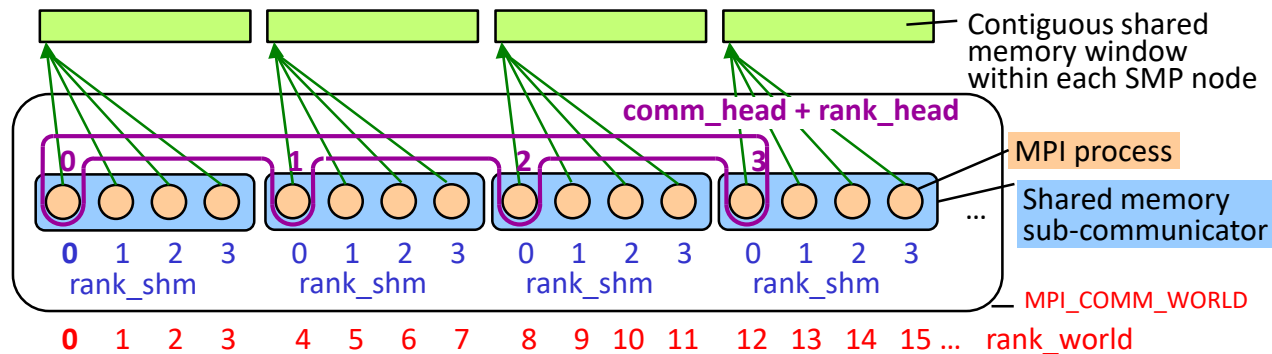 Contiguous shared
memory window
within each SMP node
comm_head + rank_head
0 1 2 3
MPI process
Shared memory
sub-communicator
...
0 1 2 3 0 1 2 3 0 1 2 3 0 1 2 3
rank_shm rank_shm rank_shm rank_shm
MPI_COMM_WORLD
0 1 2 3 4 5 6 7 8 9 10 11 12 13 14 15 ... rank_world